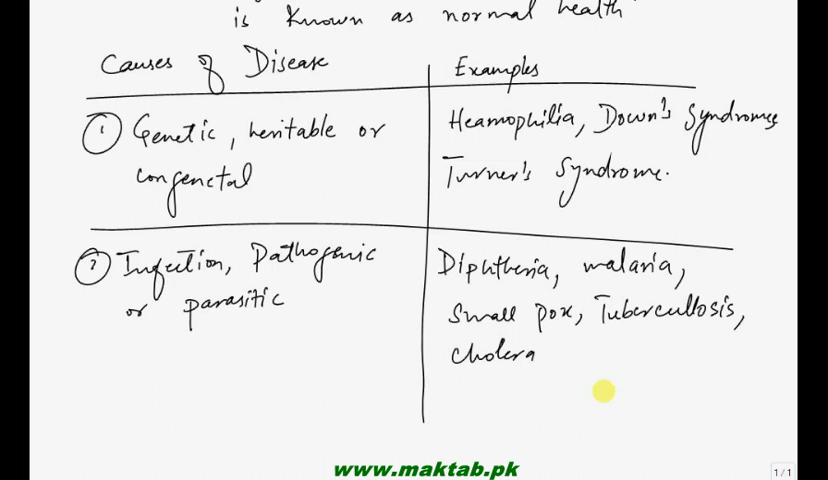 is known as normal health
Causes of Disease
Examples
1 Genetic, heritable or
congenctal
Heamophilia, Down's Syndrome,
Turner's Syndrome.
2 Infection, Pathogenic
or parasitic
Diphtheria, malaria,
Small pox, Tubercullosis,
Cholera
www.maktab.pk
1/1